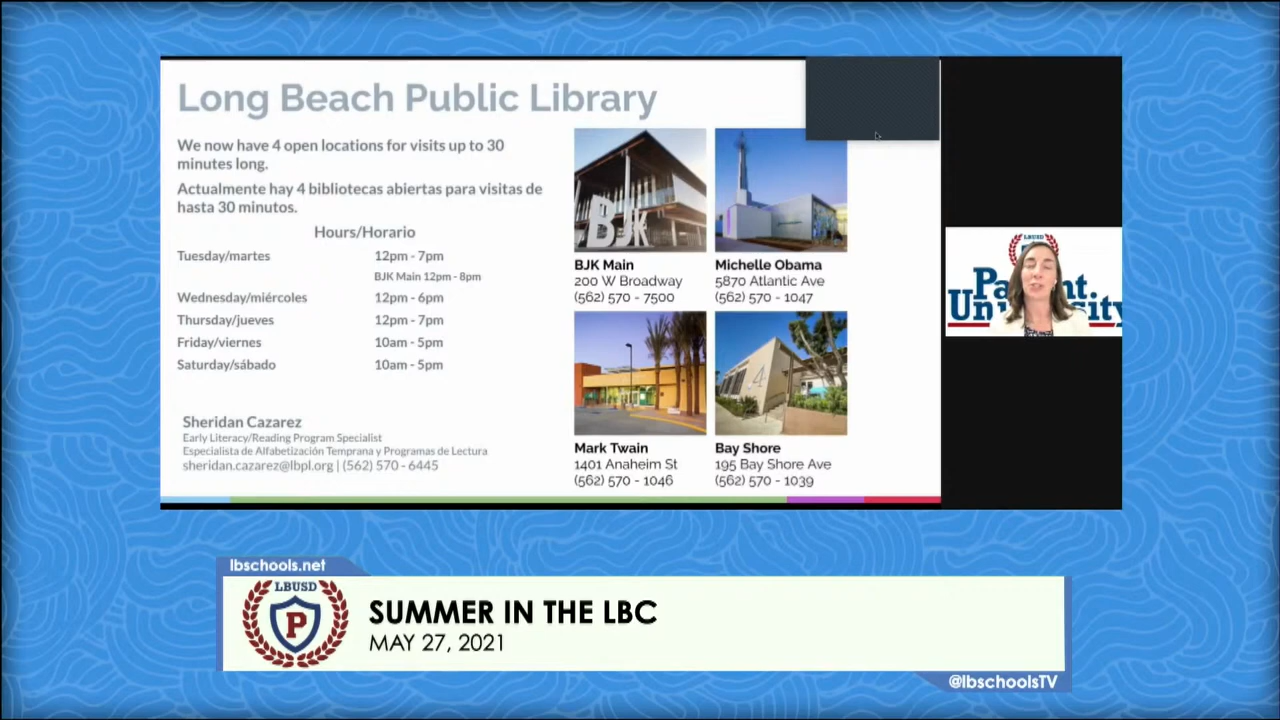 Long Beach Public Library
We now have 4 open locations for visits up to 30
minutes long.
Actualmente hay 4 bibliotecas abiertas para visitas de
hasta 30 minutos.
Hours/Horario
Tuesday/martes 12pm - 7pm
BJK Main 12pm - 8pm
Wednesday/miércoles 12pm - 6pm
Thursday/jueves 12pm - 7pm
Friday/viernes 10am - 5pm
Saturday/sábado 10am - 5pm
Sheridan Cazarez
Early Literacy/Reading Program Specialist
Especialista de Alfabetización Temprana y Programas de Lectura
sheridan.cazarez@lbpl.org | (562) 570 - 6445
BJK
BJK Main
200 W Broadway
(562) 570 - 7500
Michelle Obama
5870 Atlantic Ave
(562) 570 - 1047
4
Mark Twain
1401 Anaheim St
(562) 570 - 1046
Bay Shore
195 Bay Shore Ave
(562) 570 - 1039
LBUSD
lbschools.net
LBUSD
P
SUMMER IN THE LBC
MAY 27, 2021
@lbschoolsTV